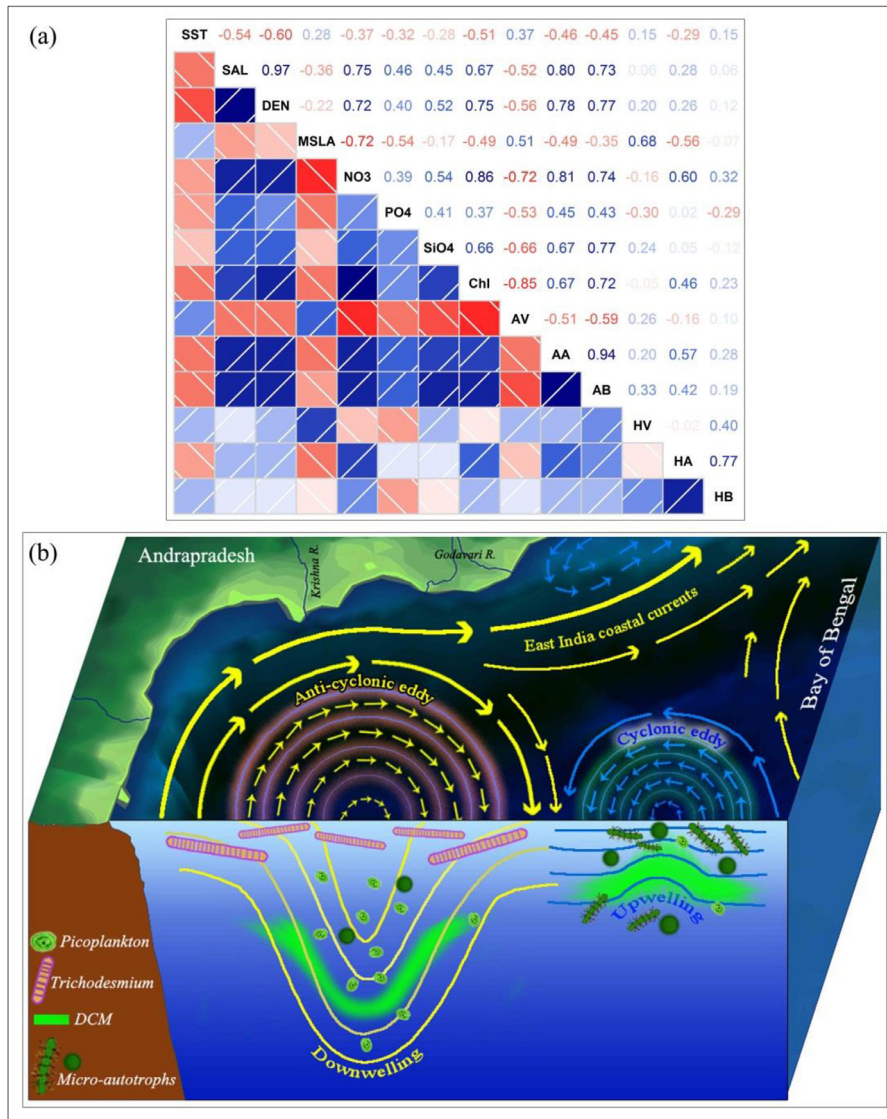 (a)
SST -0.54 -0.60 0.28 -0.37 -0.32 -0.28 -0.51 0.37 -0.46 -0.45 0.15 -0.29 0.15
SAL 0.97 -0.36 0.75 0.46 0.45 0.67 -0.52 0.80 0.73 0.06 0.28 0.06
DEN -0.22 0.72 0.40 0.52 0.75 -0.56 0.78 0.77 0.20 0.26 0.12
MSLA -0.72 -0.54 -0.17 -0.49 0.51 -0.49 -0.35 0.68 -0.56 -0.07
NO3 0.39 0.54 0.86 -0.72 0.81 0.74 -0.16 0.60 0.32
PO4 0.41 0.37 -0.53 0.45 0.43 -0.30 0.02 -0.29
SiO4 0.66 -0.66 0.67 0.77 0.24 0.05 -0.12
Chl -0.85 0.67 0.72 -0.05 0.46 0.23
AV -0.51 -0.59 0.26 -0.16 0.10
AA 0.94 0.20 0.57 0.28
AB 0.33 0.42 0.19
HV -0.02 0.40
HA 0.77
HB
(b)
Andrapradesh
Krishna R.
Godavari R.
East India coastal currents
Bay of Bengal
Anti-cyclonic eddy
Cyclonic eddy
Upwelling
Downwelling
Picoplankton
Trichodesmium
DCM
Micro-autotrophs